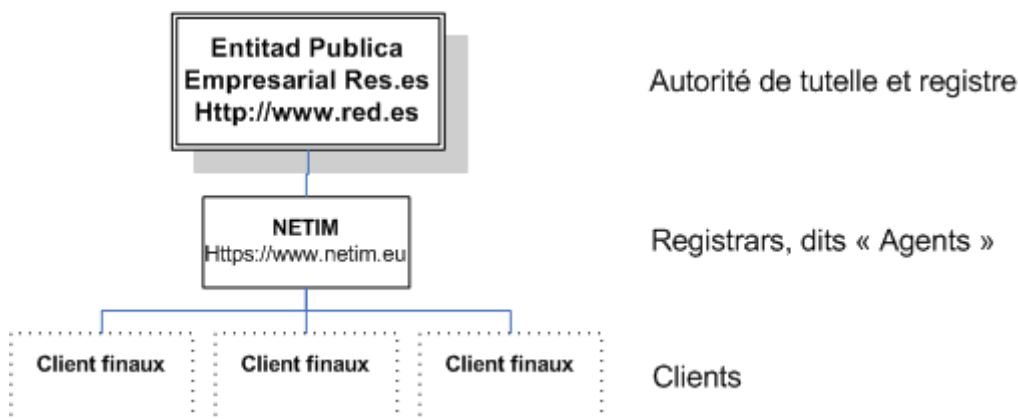 Entitad Publica
Empresarial Res.es
Http://www.red.es
Autorité de tutelle et registre
NETIM
Https://www.netim.eu
Registrars, dits « Agents »
Client finaux
Client finaux
Client finaux
Clients